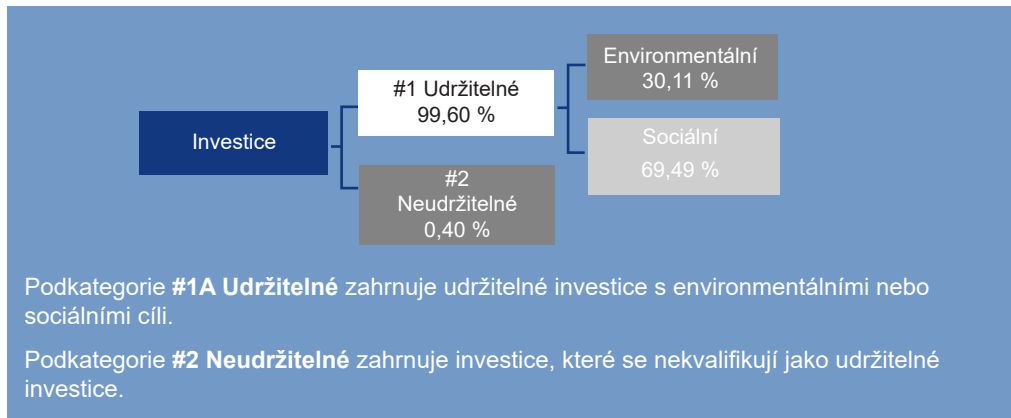 Investice
#1 Udržitelné
99,60 %
#2
Neudržitelné
0,40 %
Environmentální
30,11 %
Sociální
69,49 %
Podkategorie #1A Udržitelné zahrnuje udržitelné investice s environmentálními nebo
sociálními cíli.
Podkategorie #2 Neudržitelné zahrnuje investice, které se nekvalifikují jako udržitelné
investice.